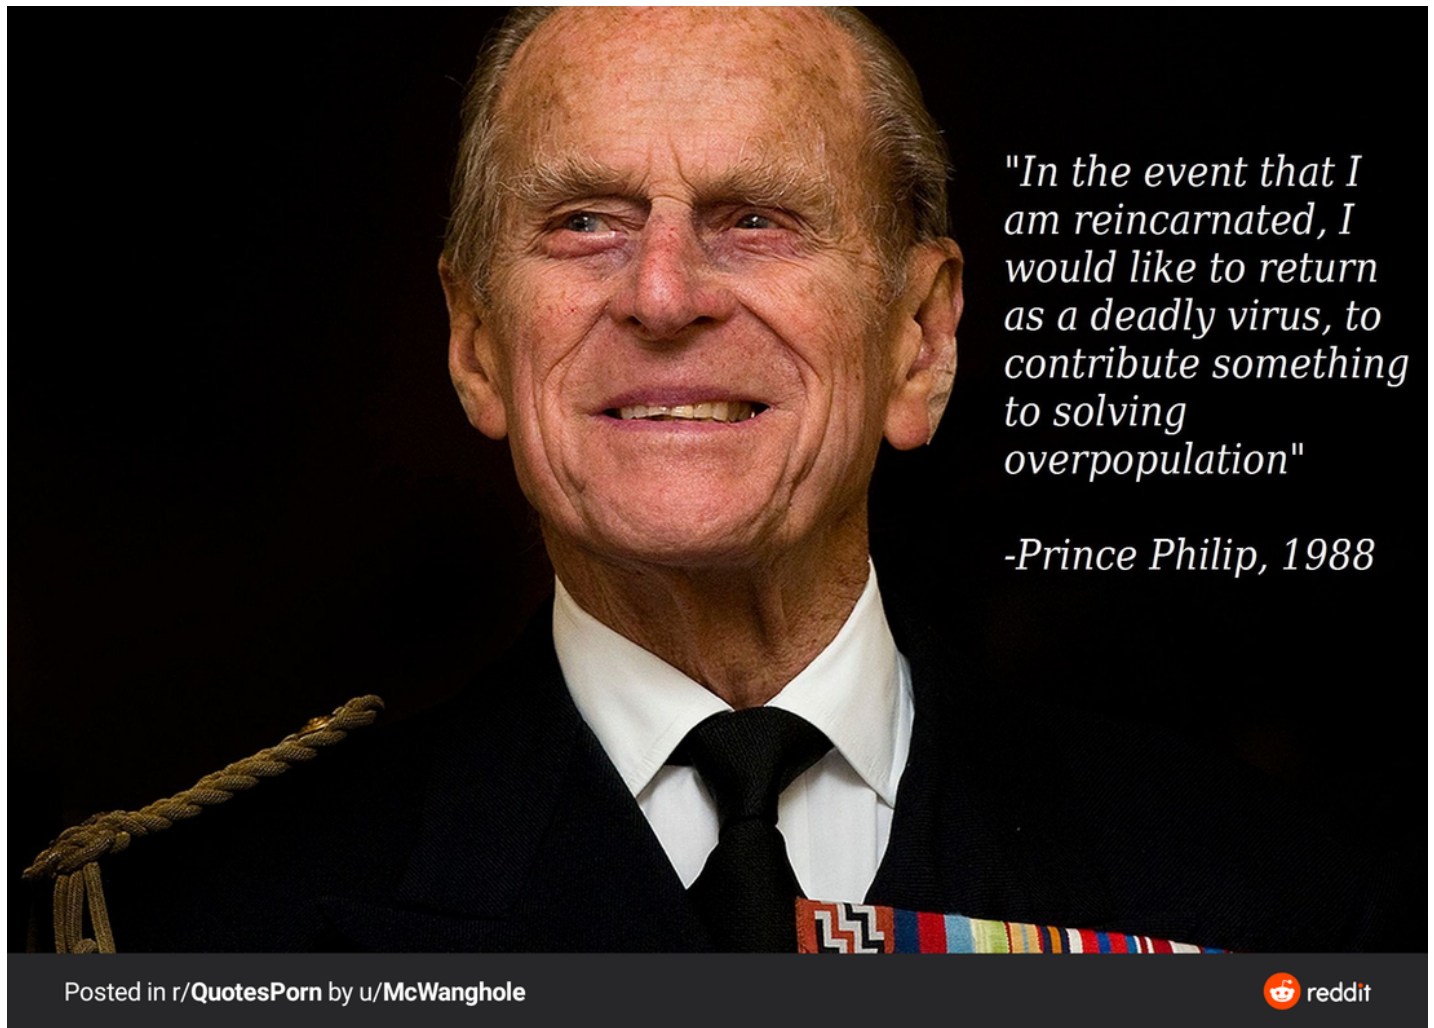 "In the event that I
am reincarnated, I
would like to return
as a deadly virus, to
contribute something
to solving
overpopulation"
-Prince Philip, 1988
Posted in r/QuotesPorn by u/McWanghole
reddit